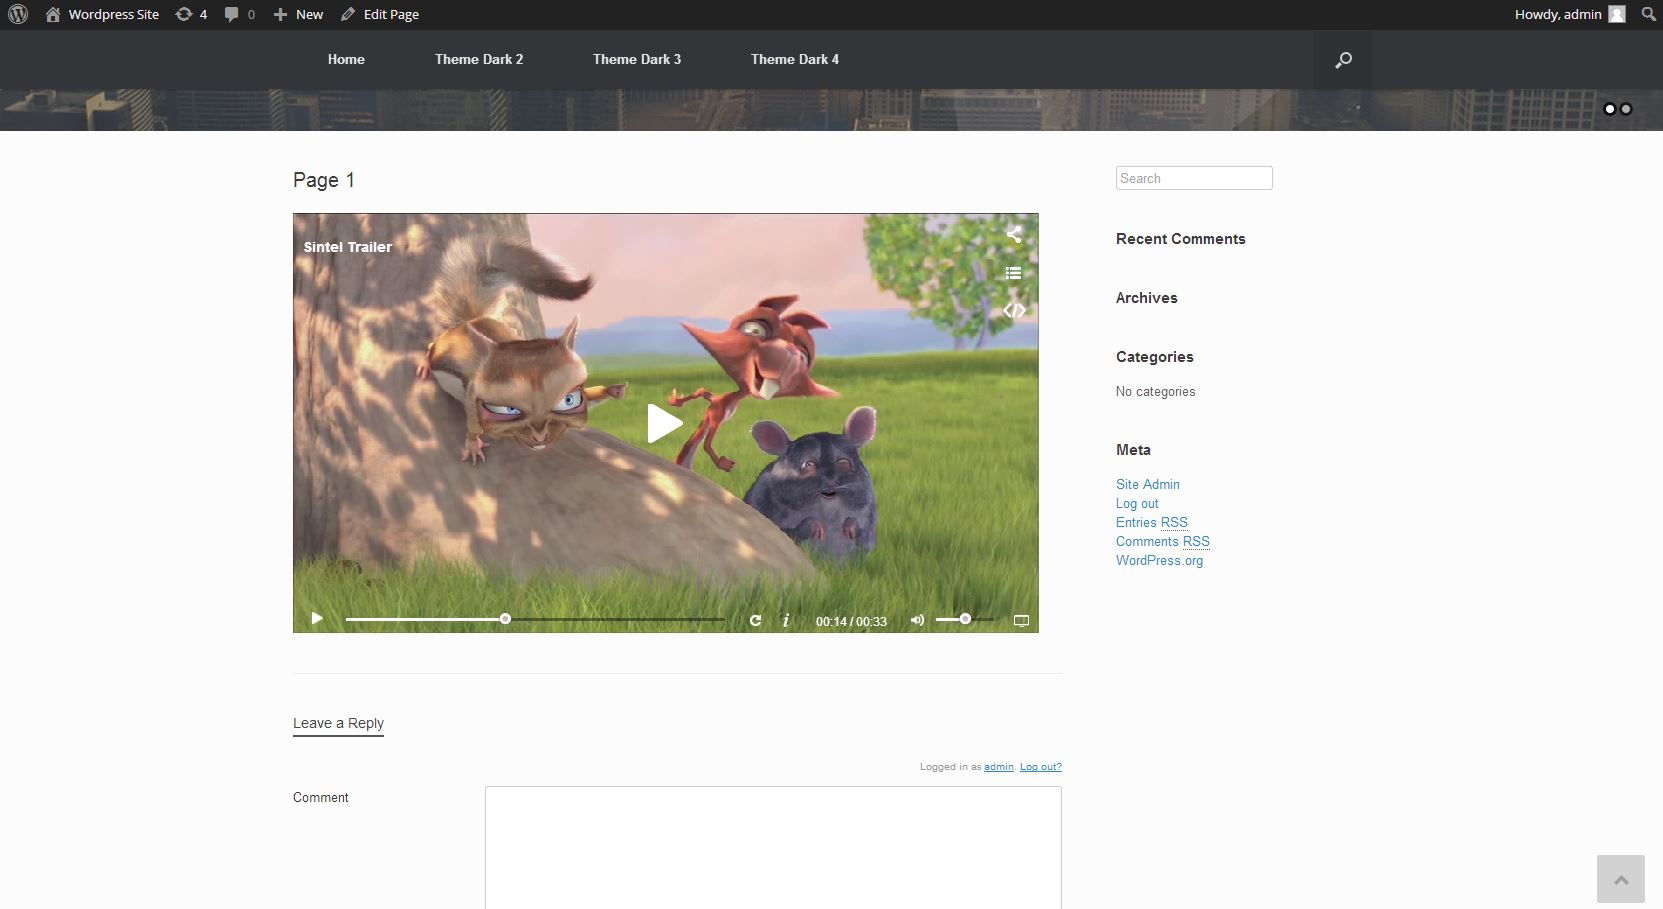 Wordpress Site 4 0 New Edit Page Howdy, admin
Home Theme Dark 2 Theme Dark 3 Theme Dark 4
Page 1
Sintel Trailer
00:14 / 00:33
Search
Recent Comments
Archives
Categories
No categories
Meta
Site Admin
Log out
Entries RSS
Comments RSS
WordPress.org
Leave a Reply
Logged in as admin. Log out?
Comment